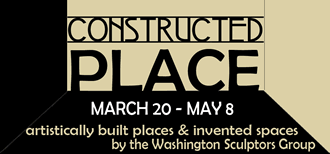 CONSTRUCTED
PLACE
MARCH 20 - MAY 8
artistically built places & invented spaces
by the Washington Sculptors Group